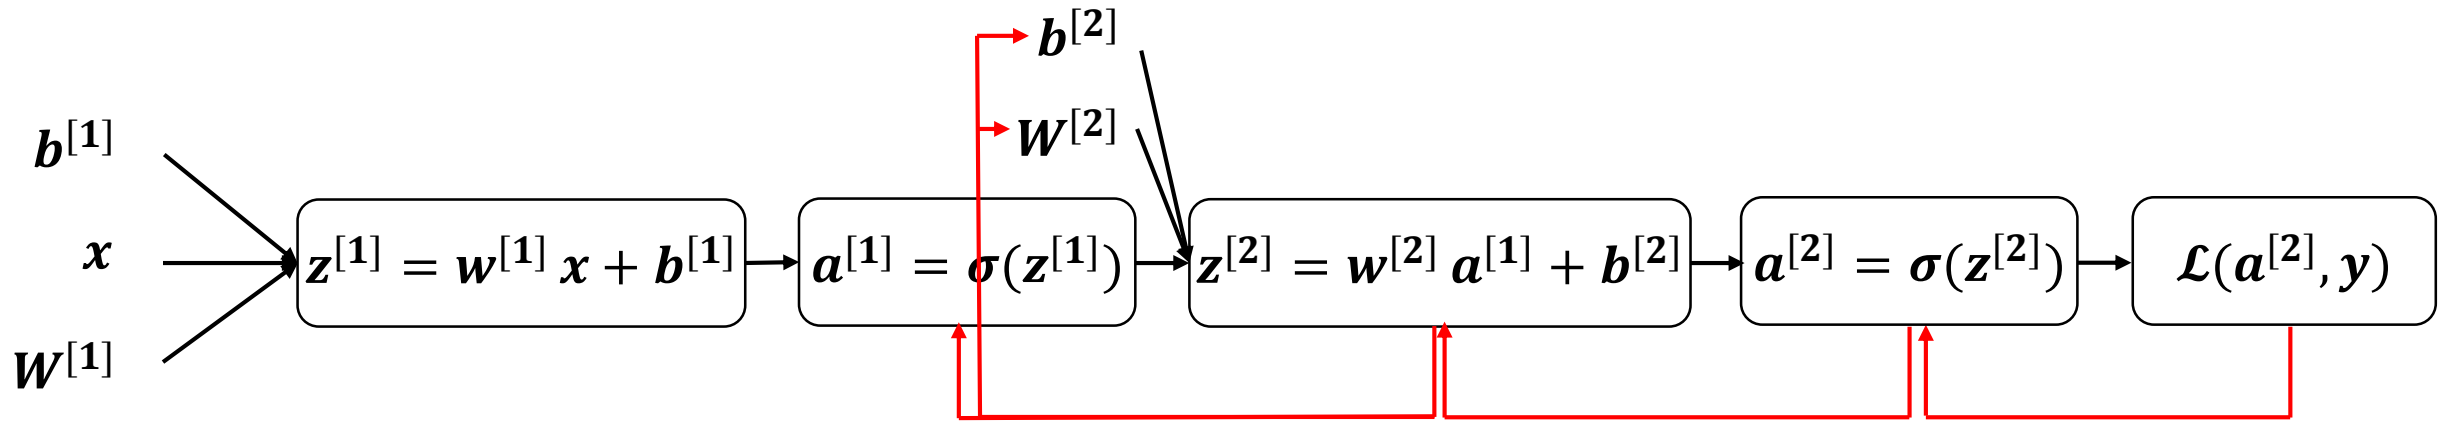 b^[2]
W^[2]
b^[1]
x
W^[1]
z^[1] = w^[1] x + b^[1]
a^[1] = σ(z^[1])
z^[2] = w^[2] a^[1] + b^[2]
a^[2] = σ(z^[2])
ℒ(a^[2], y)